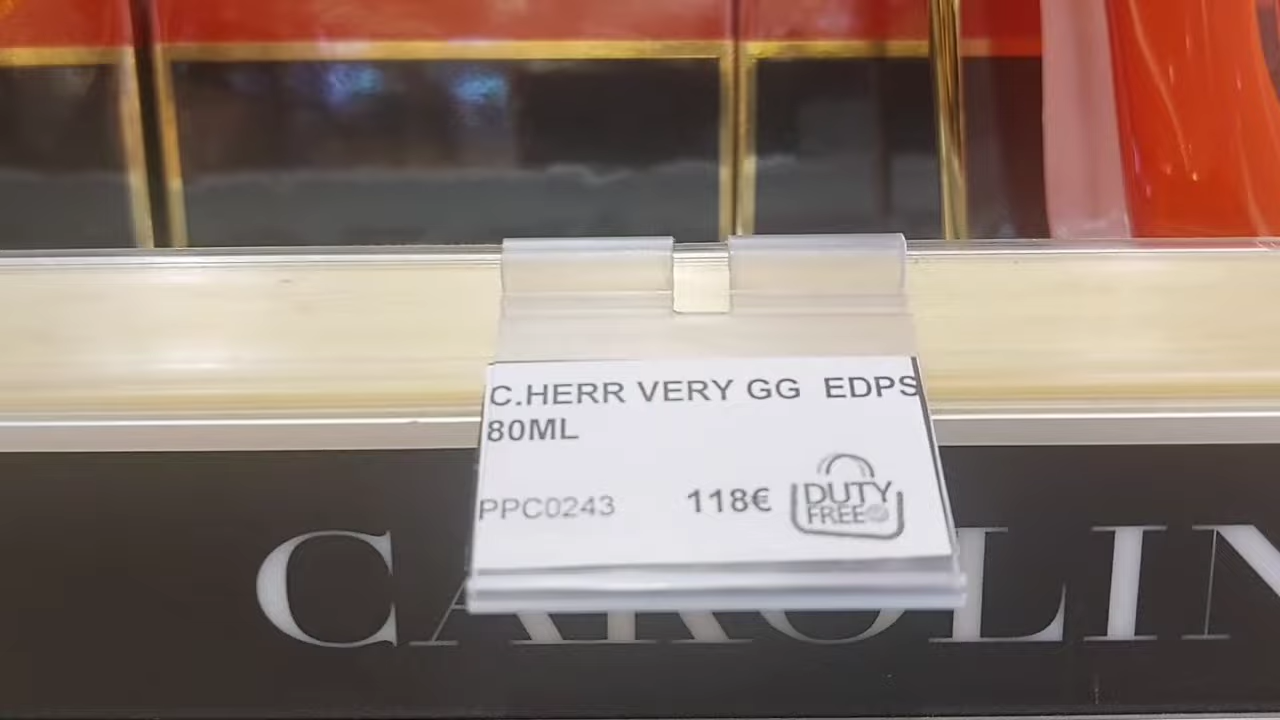 C.HERR VERY GG EDPS
80ML
PPC0243 118€ DUTY
FREE
CAROLIN